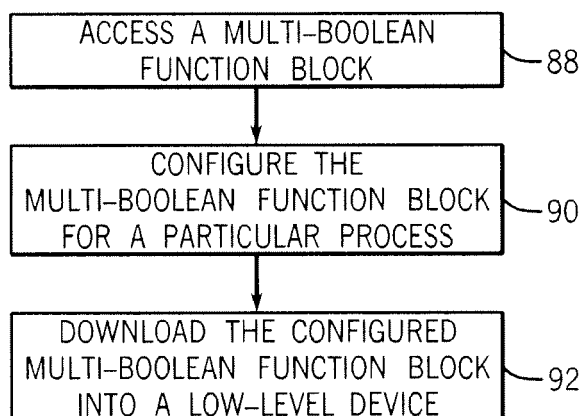 ACCESS A MULTI–BOOLEAN
FUNCTION BLOCK
88
CONFIGURE THE
MULTI–BOOLEAN FUNCTION BLOCK
FOR A PARTICULAR PROCESS
90
DOWNLOAD THE CONFIGURED
MULTI–BOOLEAN FUNCTION BLOCK
INTO A LOW–LEVEL DEVICE
92